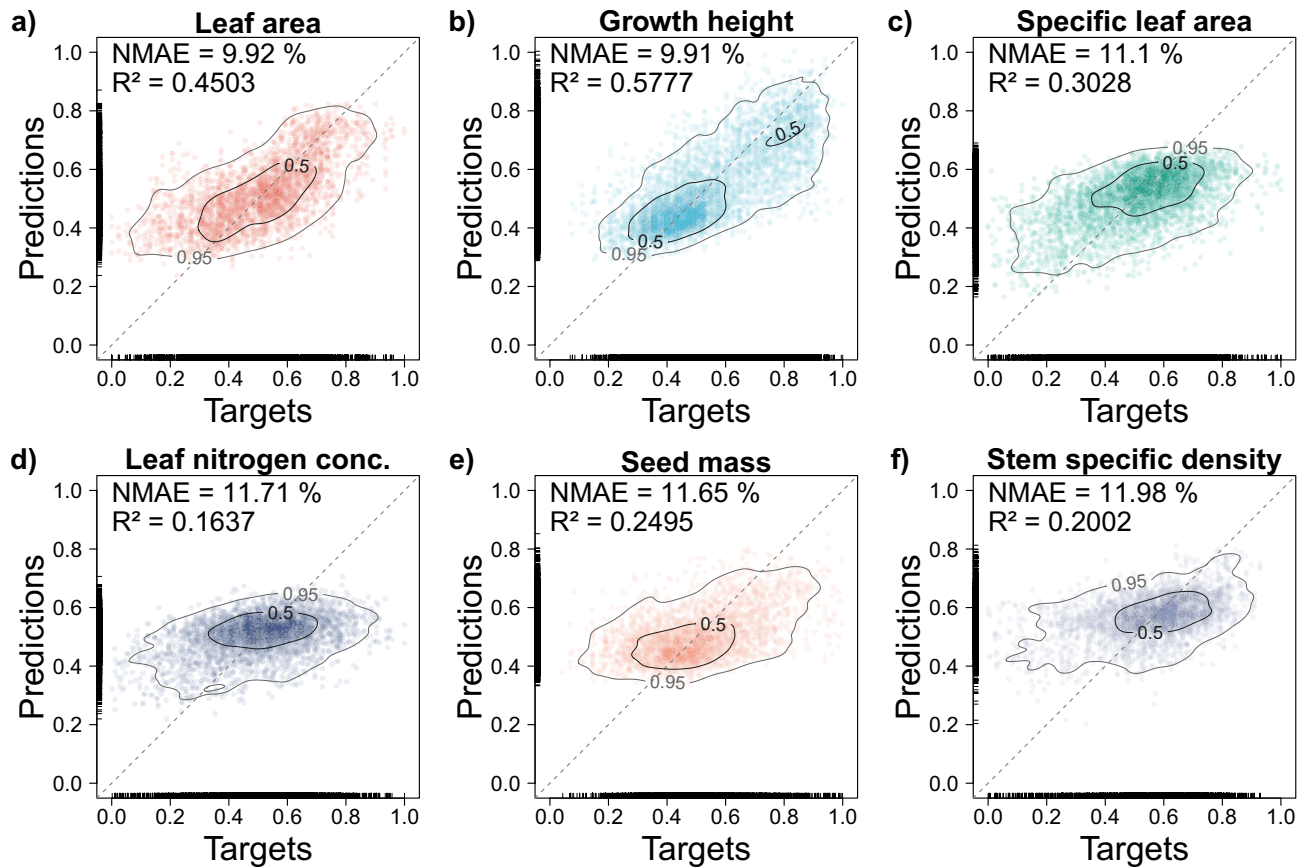 a) Leaf area
NMAE = 9.92 %
R² = 0.4503
0.5
0.95
1.0
0.8
0.6
0.4
0.2
0.0
Predictions
0.0 0.2 0.4 0.6 0.8 1.0
Targets
b) Growth height
NMAE = 9.91 %
R² = 0.5777
0.5
0.5
0.95
1.0
0.8
0.6
0.4
0.2
0.0
Predictions
0.0 0.2 0.4 0.6 0.8 1.0
Targets
c) Specific leaf area
NMAE = 11.1 %
R² = 0.3028
0.95
0.5
1.0
0.8
0.6
0.4
0.2
0.0
Predictions
0.0 0.2 0.4 0.6 0.8 1.0
Targets
d) Leaf nitrogen conc.
NMAE = 11.71 %
R² = 0.1637
0.95
0.5
1.0
0.8
0.6
0.4
0.2
0.0
Predictions
0.0 0.2 0.4 0.6 0.8 1.0
Targets
e) Seed mass
NMAE = 11.65 %
R² = 0.2495
0.5
0.95
1.0
0.8
0.6
0.4
0.2
0.0
Predictions
0.0 0.2 0.4 0.6 0.8 1.0
Targets
f) Stem specific density
NMAE = 11.98 %
R² = 0.2002
0.95
0.5
1.0
0.8
0.6
0.4
0.2
0.0
Predictions
0.0 0.2 0.4 0.6 0.8 1.0
Targets